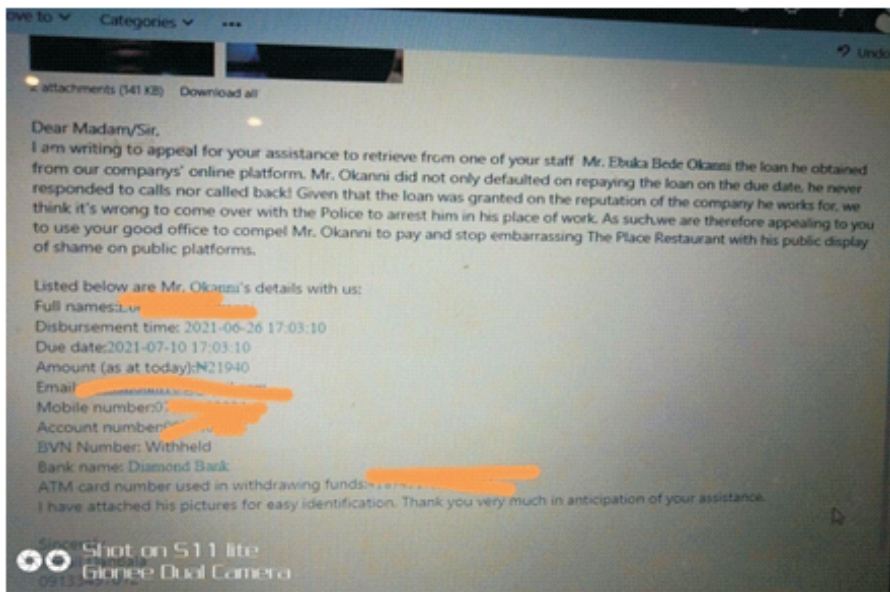 ove to Categories ...
Undo
2 attachments (141 KB) Download all
Dear Madam/Sir,
I am writing to appeal for your assistance to retrieve from one of your staff Mr. Ebuka Bede Okanni the loan he obtained
from our companys' online platform. Mr. Okanni did not only defaulted on repaying the loan on the due date, he never
responded to calls nor called back! Given that the loan was granted on the reputation of the company he works for, we
think it's wrong to come over with the Police to arrest him in his place of work. As such,we are therefore appealing to you
to use your good office to compel Mr. Okanni to pay and stop embarrassing The Place Restaurant with his public display
of shame on public platforms.
Listed below are Mr. Okanni's details with us:
Full names:
Disbursement time: 2021-06-26 17:03:10
Due date:2021-07-10 17:03:10
Amount (as at today):₦21940
Email
Mobile number:0
Account number
BVN Number: Withheld
Bank name: Diamond Bank
ATM card number used in withdrawing funds:
I have attached his pictures for easy identification. Thank you very much in anticipation of your assistance.
Shot on S11 lite
Gionee Dual Camera